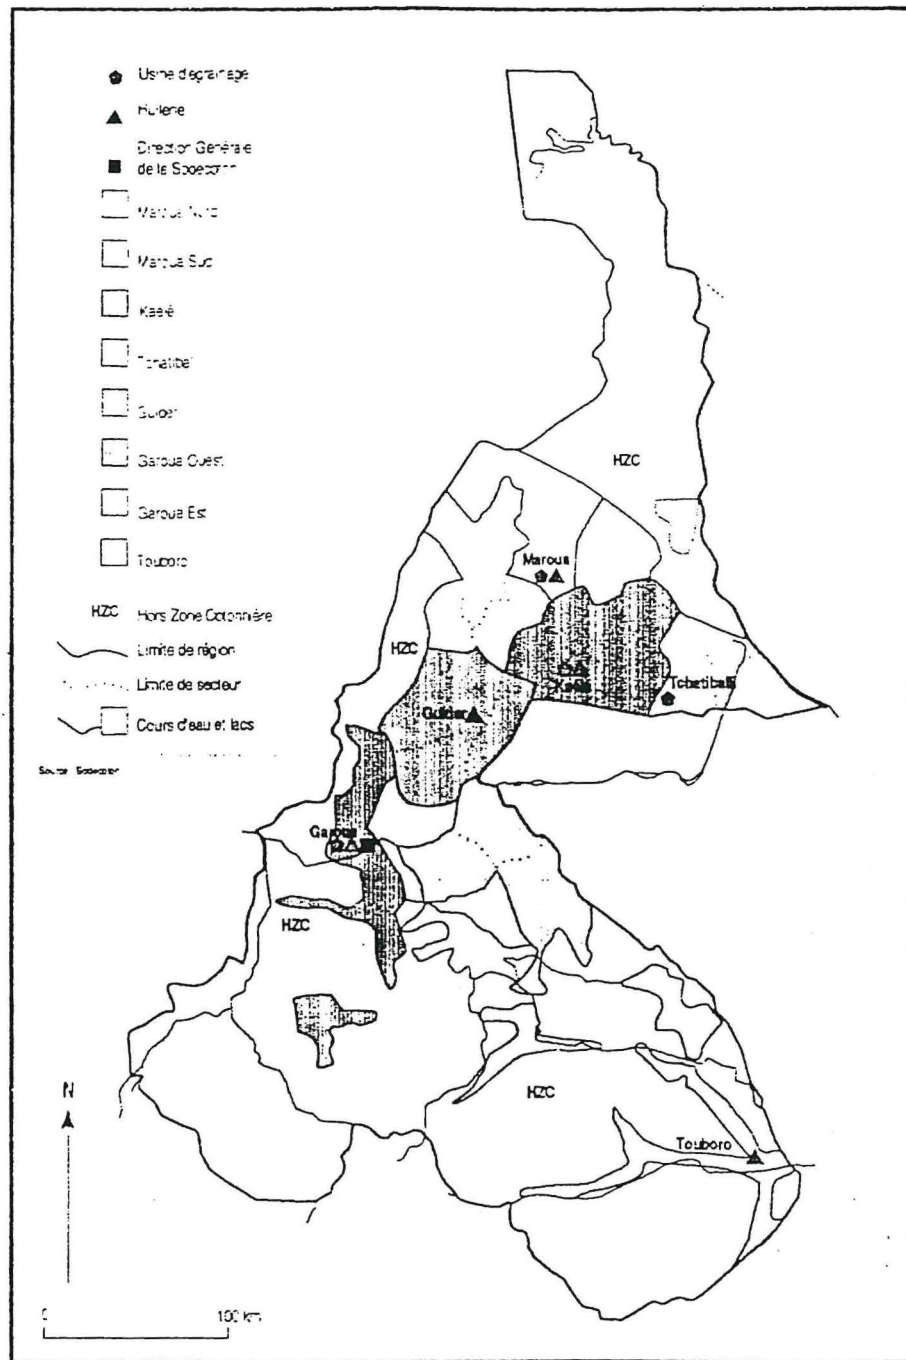 Usine d'égrainage
Huilerie
Direction Générale
de la Sodecoton
Maroua Nord
Maroua Sud
Kaélé
Tchatibali
Guider
Garoua Ouest
Garoua Est
Touboro
HZC Hors Zone Cotonnière
Limite de région
Limite de secteur
Cours d'eau et lacs
Source: Sodecoton
HZC
Maroua
HZC
Kaélé
Tchatibali
Guider
Garoua
HZC
HZC
Touboro
N
0 100 km